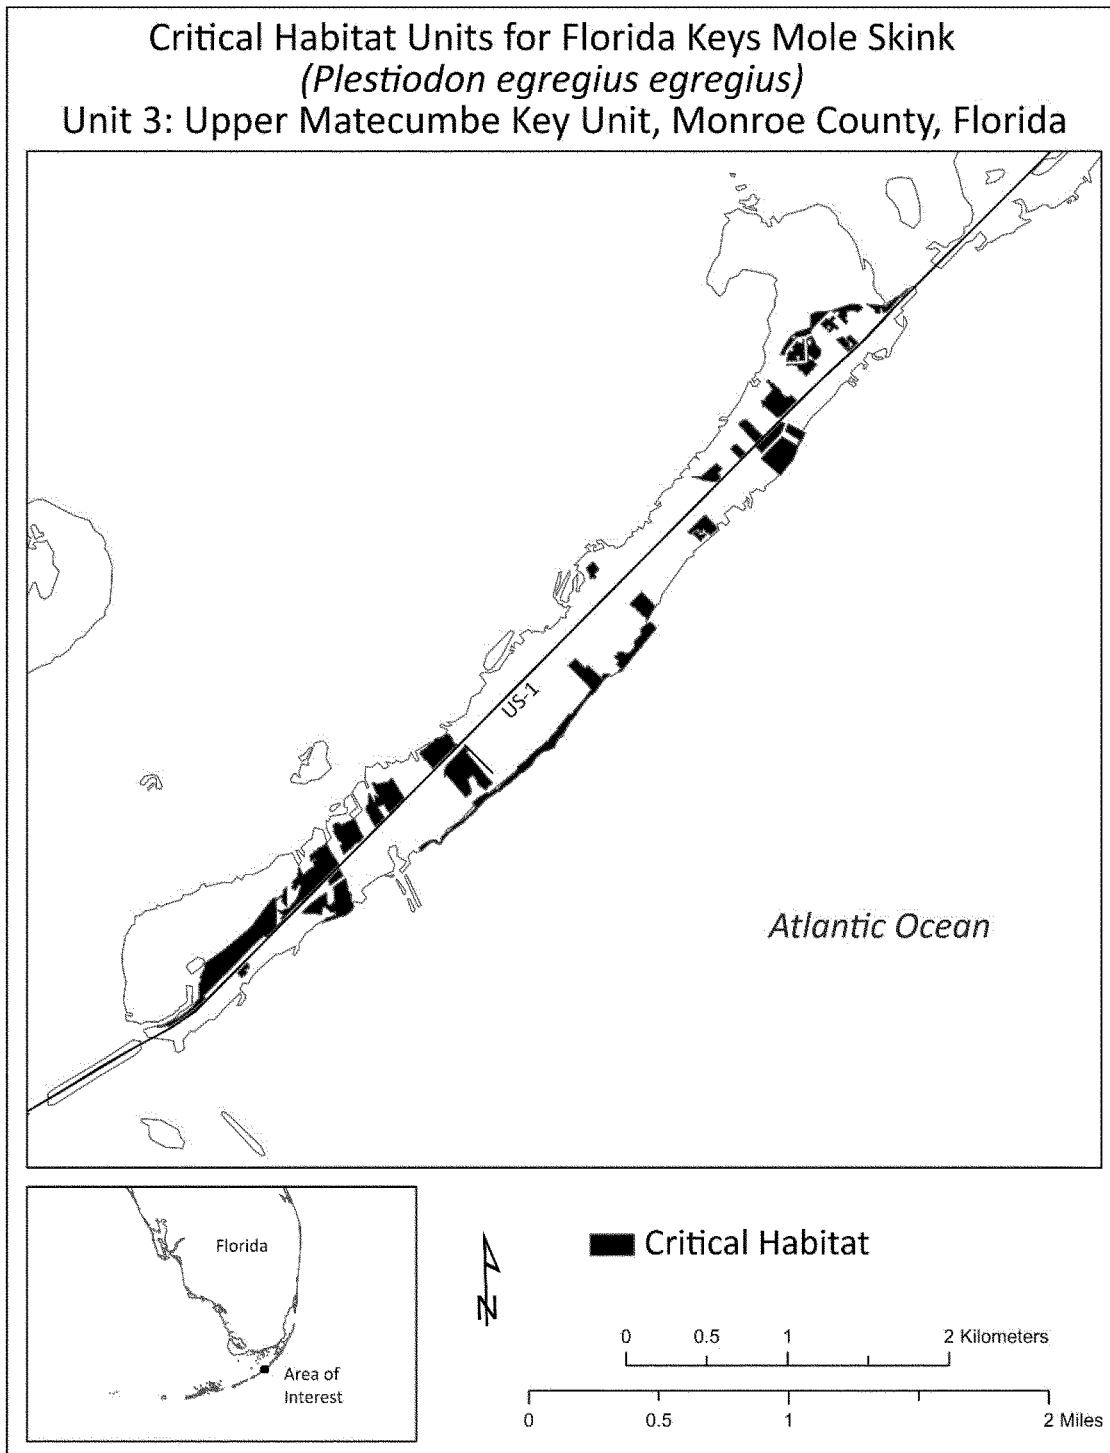 Critical Habitat Units for Florida Keys Mole Skink
(Plestiodon egregius egregius)
Unit 3: Upper Matecumbe Key Unit, Monroe County, Florida
US-1
Atlantic Ocean
Florida
Area of
Interest
N
Critical Habitat
0 0.5 1 2 Kilometers
0 0.5 1 2 Miles